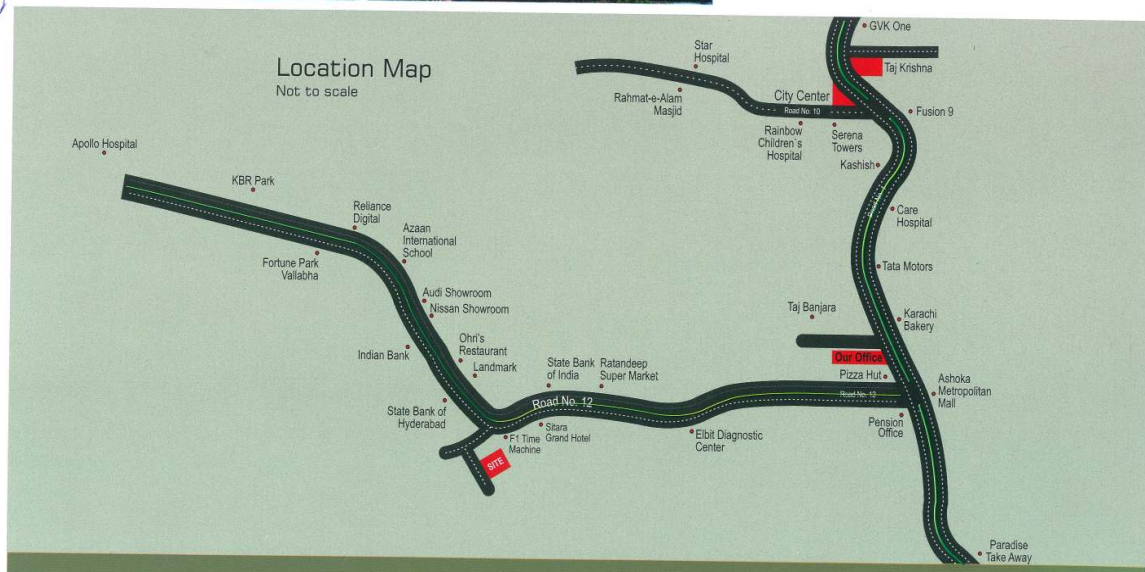 Location Map
Not to scale
GVK One
Taj Krishna
Star
Hospital
Rahmat-e-Alam
Masjid
City Center
Road No. 10
Fusion 9
Rainbow
Children`s
Hospital
Serena
Towers
Kashish
Apollo Hospital
KBR Park
Reliance
Digital
Care
Hospital
Azaan
International
School
Fortune Park
Vallabha
Tata Motors
Audi Showroom
Nissan Showroom
Taj Banjara
Karachi
Bakery
Indian Bank
Ohri's
Restaurant
Landmark
Our Office
Pizza Hut
State Bank
of India
Ratandeep
Super Market
Road No. 12
Ashoka
Metropolitan
Mall
Road No. 12
State Bank of
Hyderabad
Pension
Office
F1 Time
Machine
Sitara
Grand Hotel
Elbit Diagnostic
Center
SITE
Paradise
Take Away